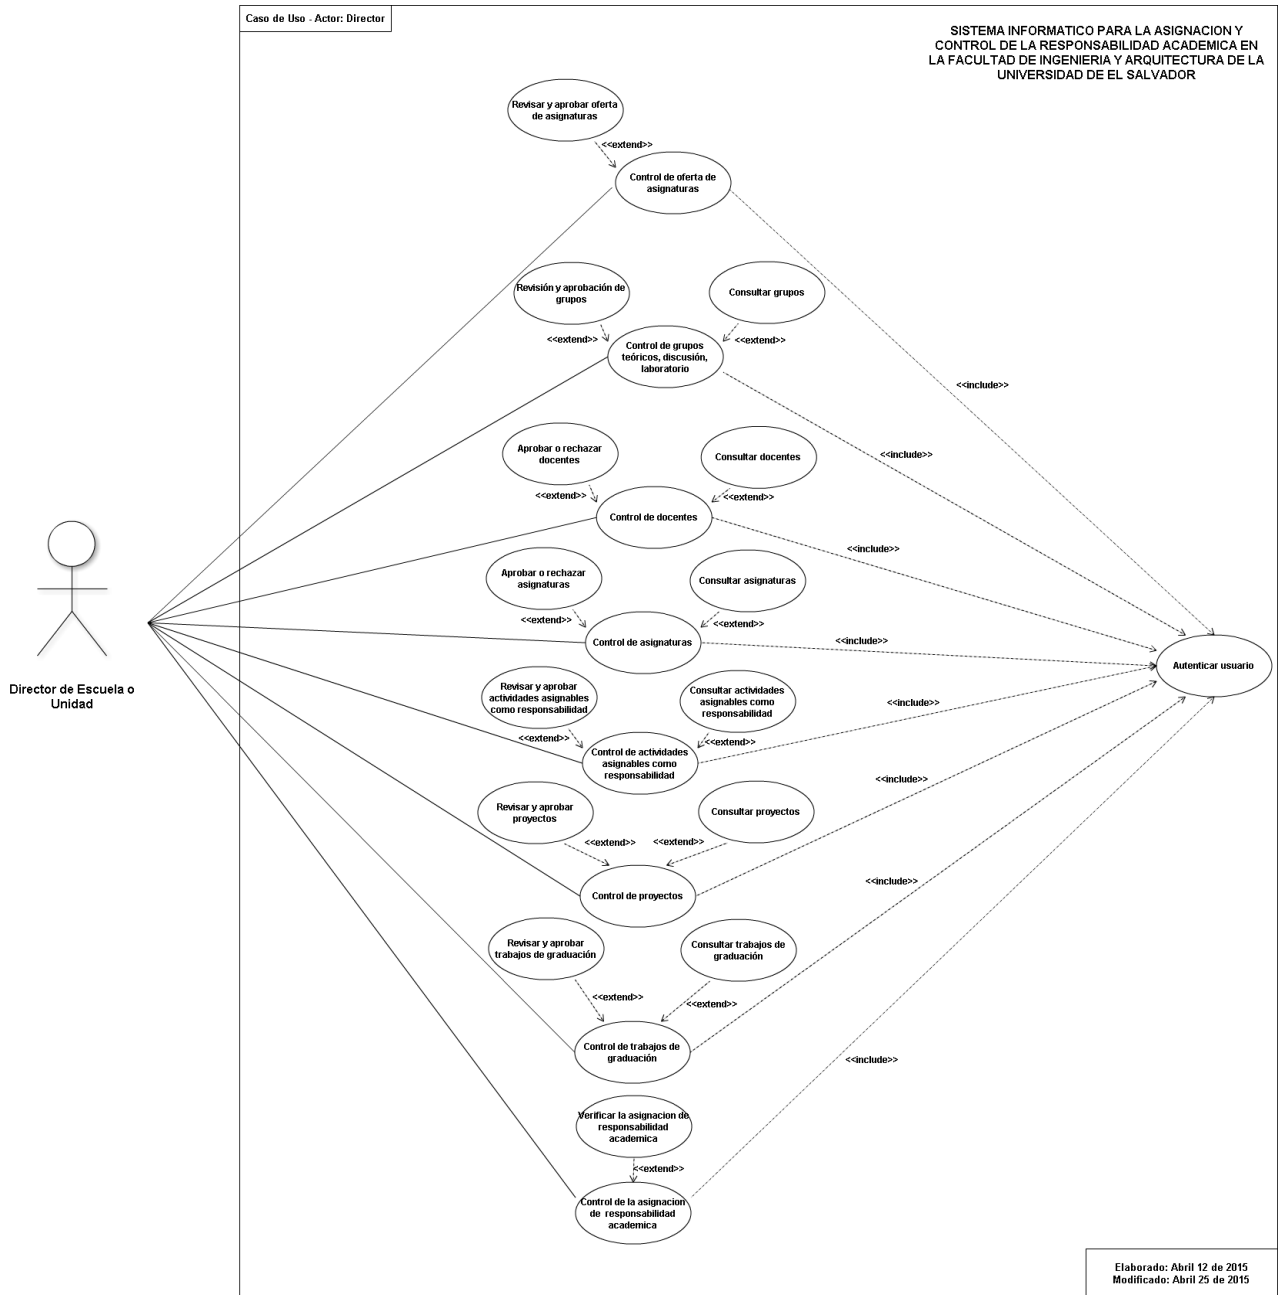 Caso de Uso - Actor: Director
SISTEMA INFORMATICO PARA LA ASIGNACION Y
CONTROL DE LA RESPONSABILIDAD ACADEMICA EN
LA FACULTAD DE INGENIERIA Y ARQUITECTURA DE LA
UNIVERSIDAD DE EL SALVADOR
Revisar y aprobar oferta
de asignaturas
<<extend>>
Control de oferta de
asignaturas
Revisión y aprobación de
grupos
Consultar grupos
<<extend>>
<<extend>>
Control de grupos
teóricos, discusión,
laboratorio
<<include>>
Aprobar o rechazar
docentes
Consultar docentes
<<include>>
<<extend>>
<<extend>>
Control de docentes
<<include>>
Aprobar o rechazar
asignaturas
Consultar asignaturas
<<extend>>
<<extend>>
Control de asignaturas
<<include>>
Autenticar usuario
Director de Escuela o
Unidad
Revisar y aprobar
actividades asignables
como responsabilidad
Consultar actividades
asignables como
responsabilidad
<<include>>
<<extend>>
<<extend>>
Control de actividades
asignables como
responsabilidad
<<include>>
Revisar y aprobar
proyectos
Consultar proyectos
<<extend>>
<<extend>>
Control de proyectos
<<include>>
Revisar y aprobar
trabajos de graduación
Consultar trabajos de
graduación
<<extend>>
<<extend>>
Control de trabajos de
graduación
<<include>>
Verificar la asignacion de
responsabilidad
academica
<<extend>>
Control de la asignacion
de responsabilidad
academica
Elaborado: Abril 12 de 2015
Modificado: Abril 25 de 2015